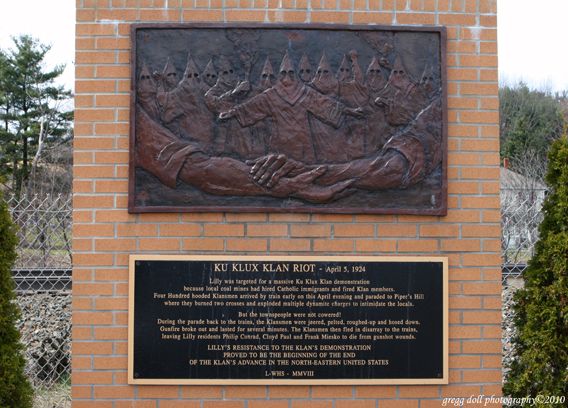 KU KLUX KLAN RIOT - April 5, 1924
Lilly was targeted for a massive Ku Klux Klan demonstration
because local coal mines had hired Catholic immigrants and fired Klan members.
Four Hundred hooded Klansmen arrived by train early on this April evening and paraded to Piper's Hill
where they burned two crosses and exploded multiple dynamite charges to intimidate the locals.
But the townspeople were not cowered!
During the parade back to the trains, the Klansmen were jeered, pelted, roughed-up and hosed down.
Gunfire broke out and lasted for several minutes. The Klansmen then fled in disarray to the trains,
leaving Lilly residents Philip Conrad, Cloyd Paul and Frank Miesko to die from gunshot wounds.
LILLY'S RESISTANCE TO THE KLAN'S DEMONSTRATION
PROVED TO BE THE BEGINNING OF THE END
OF THE KLAN'S ADVANCE IN THE NORTH-EASTERN UNITED STATES
L-WHS - MMVIII
gregg doll photography©2010